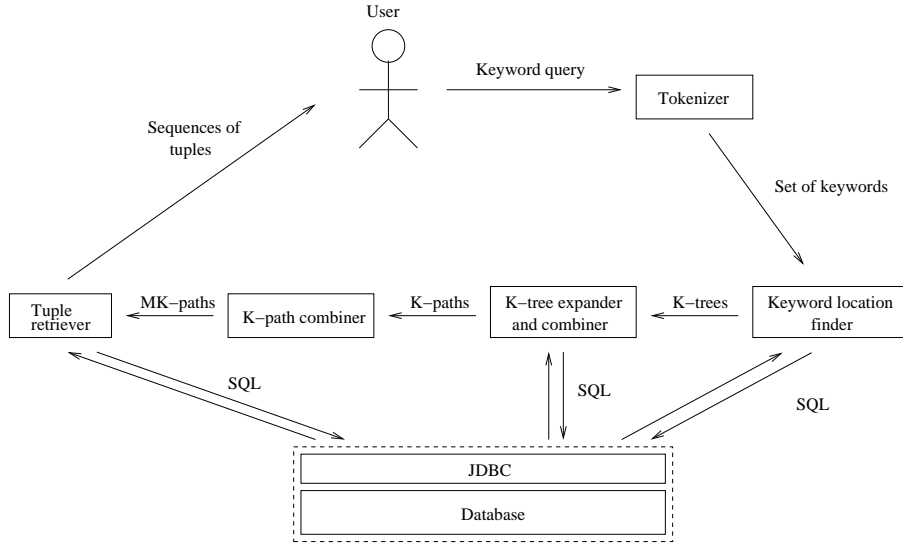 User
Keyword query
Tokenizer
Sequences of
tuples
Set of keywords
Tuple
retriever
MK−paths
K−path combiner
K−paths
K−tree expander
and combiner
K−trees
Keyword location
finder
SQL
SQL
SQL
JDBC
Database